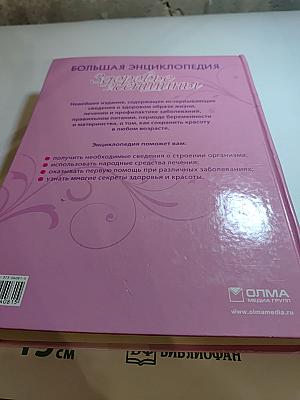 БОЛЬШАЯ ЭНЦИКЛОПЕДИЯ
Здоровье
женщины
Новейшее издание, содержащее исчерпывающие
сведения о здоровом образе жизни,
лечении и профилактике заболеваний,
правильном питании, периоде беременности
и материнства, о том, как сохранить красоту
в любом возрасте.
Энциклопедия поможет вам:
● получить необходимые сведения о строении организма;
● использовать народные средства лечения;
● оказывать первую помощь при различных заболеваниях;
● узнать многие секреты здоровья и красоты.
ОЛМА
МЕДИА ГРУПП
www.olmamedia.ru
СМ
БИБЛИОФАН